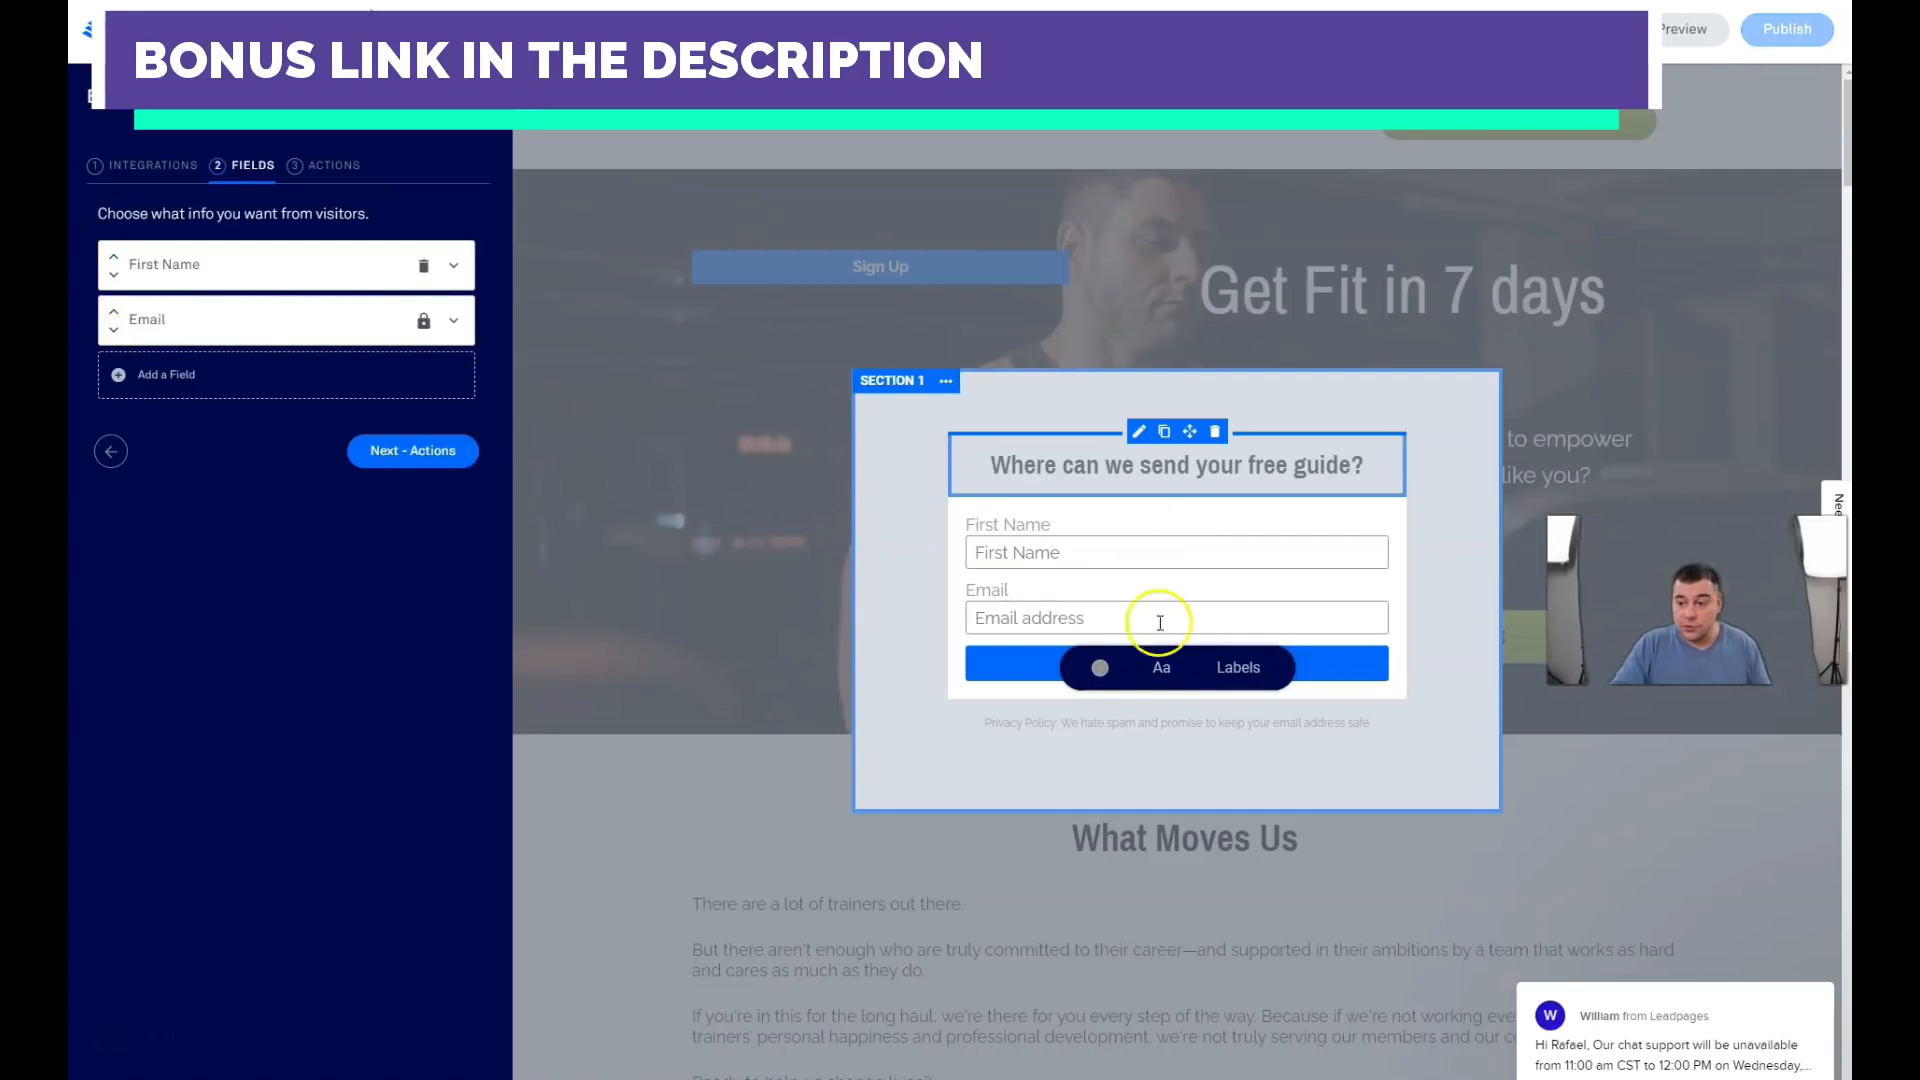 BONUS LINK IN THE DESCRIPTION
Preview
Publish
1 INTEGRATIONS 2 FIELDS 3 ACTIONS
Choose what info you want from visitors.
First Name
Email
Add a Field
Next - Actions
Sign Up
Get Fit in 7 days
to empower
like you?
SECTION 1
Where can we send your free guide?
First Name
First Name
Email
Email address
Aa
Labels
Privacy Policy: We hate spam and promise to keep your email address safe
What Moves Us
There are a lot of trainers out there.
But there aren't enough who are truly committed to their career—and supported in their ambitions by a team that works as hard
and cares as much as they do.
If you're in this for the long haul, we're there for you every step of the way. Because if we're not working
trainers' personal happiness and professional development, we're not truly serving our members and our
W
William from Leadpages
Hi Rafael, Our chat support will be unavailable
from 11:00 am CST to 12:00 PM on Wednesday,...